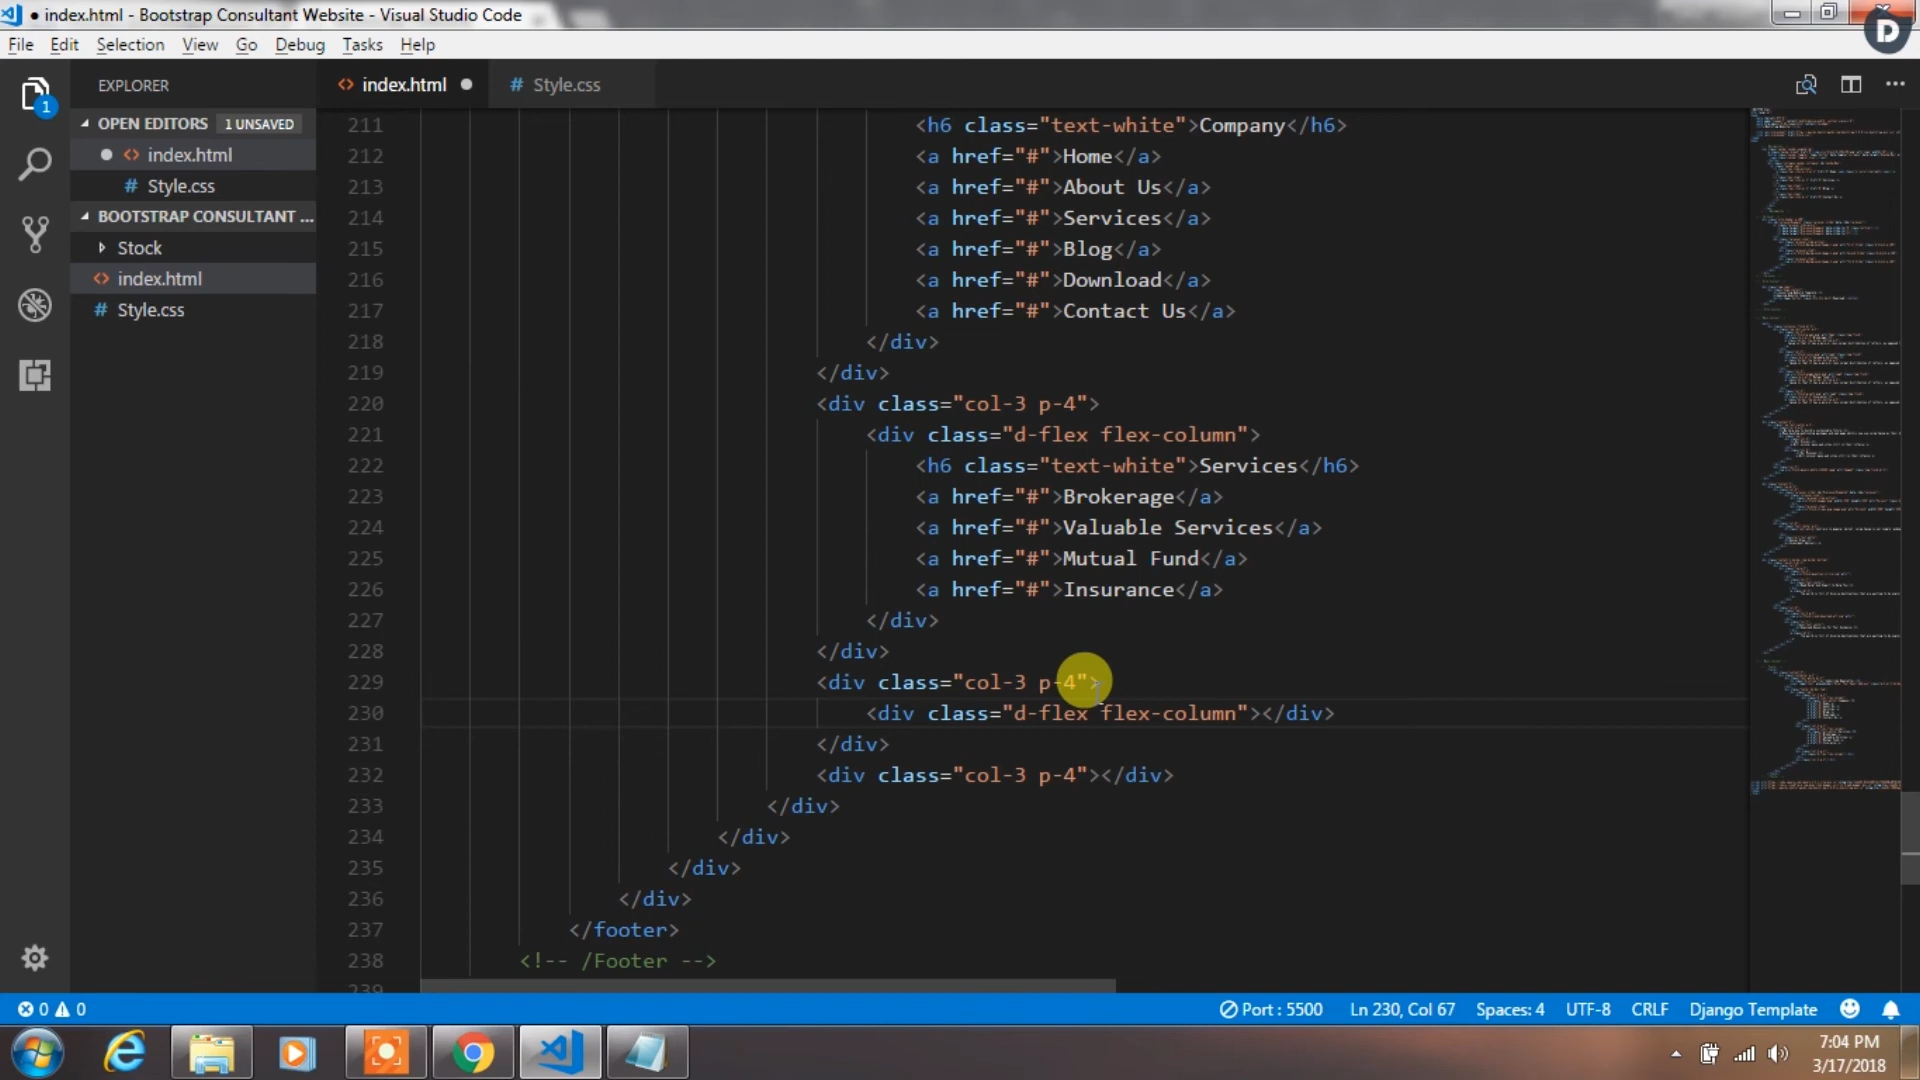 index.html - Bootstrap Consultant Website - Visual Studio Code
D
File Edit Selection View Go Debug Tasks Help
EXPLORER
index.html
# Style.css
1
OPEN EDITORS 1 UNSAVED
index.html
# Style.css
BOOTSTRAP CONSULTANT ...
Stock
index.html
# Style.css
211 <h6 class="text-white">Company</h6>
212 <a href="#">Home</a>
213 <a href="#">About Us</a>
214 <a href="#">Services</a>
215 <a href="#">Blog</a>
216 <a href="#">Download</a>
217 <a href="#">Contact Us</a>
218 </div>
219 </div>
220 <div class="col-3 p-4">
221 <div class="d-flex flex-column">
222 <h6 class="text-white">Services</h6>
223 <a href="#">Brokerage</a>
224 <a href="#">Valuable Services</a>
225 <a href="#">Mutual Fund</a>
226 <a href="#">Insurance</a>
227 </div>
228 </div>
229 <div class="col-3 p-4">
230 <div class="d-flex flex-column"></div>
231 </div>
232 <div class="col-3 p-4"></div>
233 </div>
234 </div>
235 </div>
236 </div>
237 </footer>
238 <!-- /Footer -->
239
0 0
Port : 5500 Ln 230, Col 67 Spaces: 4 UTF-8 CRLF Django Template
7:04 PM
3/17/2018